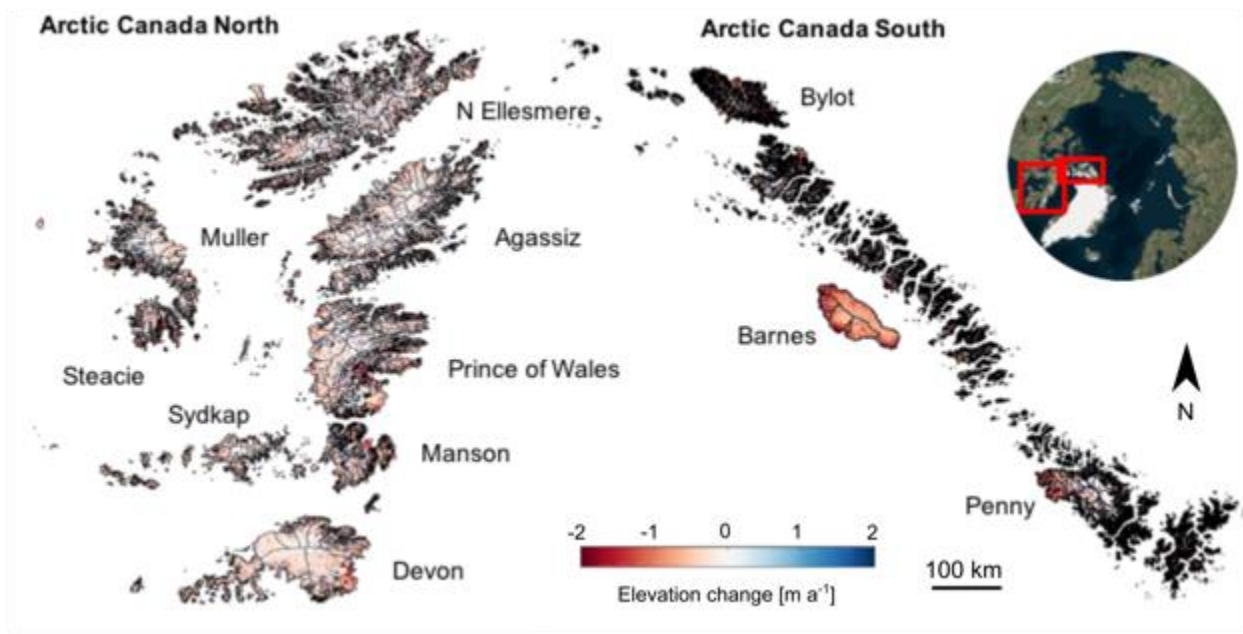 Arctic Canada North
Arctic Canada South
N Ellesmere
Bylot
Muller
Agassiz
Barnes
Steacie
Prince of Wales
Sydkap
Manson
N
Penny
Devon
-2 -1 0 1 2
Elevation change [m a⁻¹]
100 km